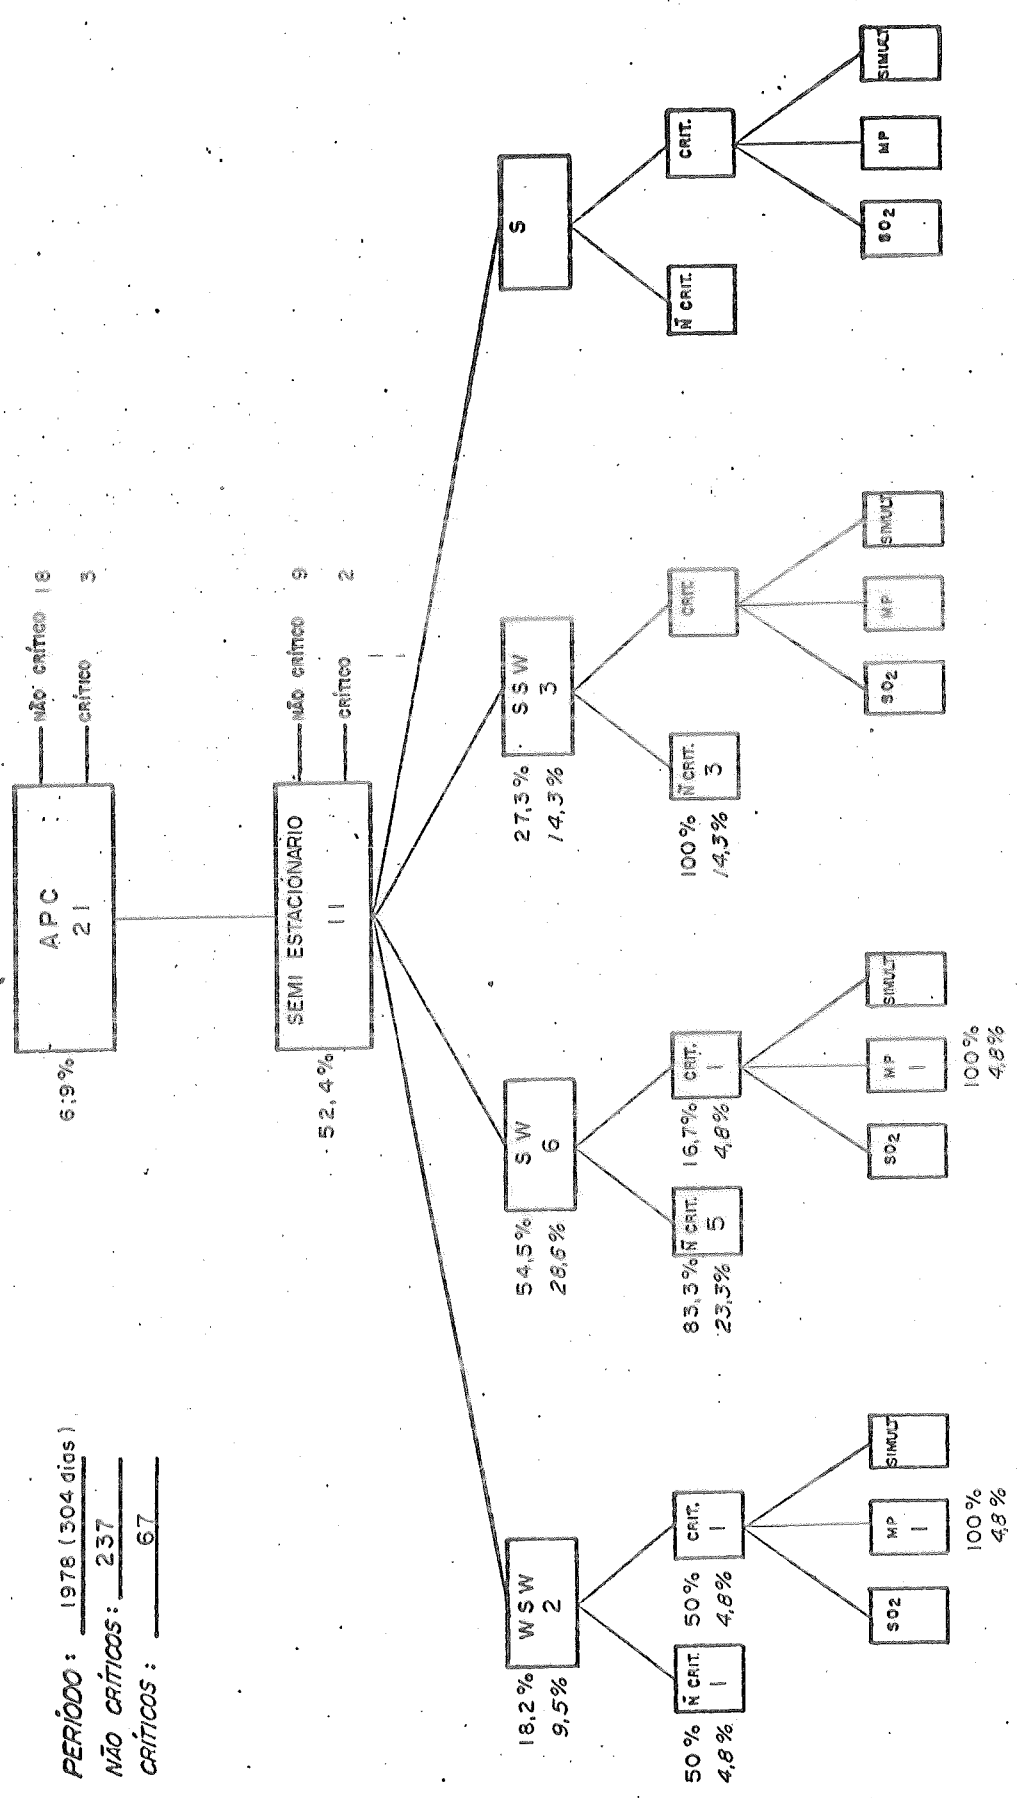 PERÍODO: 1978 (304 dias)
NÃO CRÍTICOS: 237
CRÍTICOS: 67
APC
21
6,9%
NÃO CRÍTICO 18
CRÍTICO 3
SEMI ESTACIONÁRIO
11
52,4%
NÃO CRÍTICO 9
CRÍTICO 2
WSW
2
18,2%
9,5%
SW
6
54,5%
28,6%
SSW
3
27,3%
14,3%
S
N̄ CRIT.
1
50%
4,8%
CRIT.
1
50%
4,8%
N̄ CRIT.
5
83,3%
23,3%
CRIT.
1
16,7%
4,8%
N̄ CRIT.
3
100%
14,3%
CRIT.
N̄ CRIT.
CRIT.
SO2
MP
1
100%
4,8%
SIMULT
SO2
MP
1
100%
4,8%
SIMULT
SO2
MP
SIMULT
SO2
MP
SIMULT